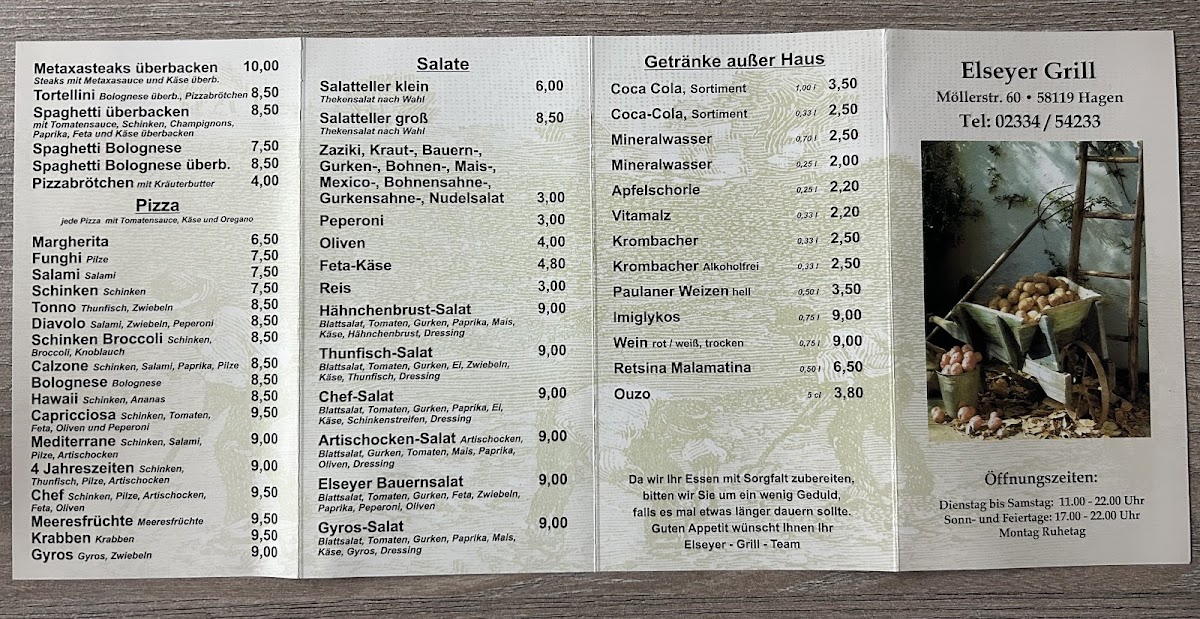 Metaxasteaks überbacken 10,00
Steaks mit Metaxasauce und Käse überb.
Tortellini Bolognese überb., Pizzabrötchen 8,50
Spaghetti überbacken 8,50
mit Tomatensauce, Schinken, Champignons,
Paprika, Feta und Käse überbacken
Spaghetti Bolognese 7,50
Spaghetti Bolognese überb. 8,50
Pizzabrötchen mit Kräuterbutter 4,00
Pizza
jede Pizza mit Tomatensauce, Käse und Oregano
Margherita 6,50
Funghi Pilze 7,50
Salami Salami 7,50
Schinken Schinken 7,50
Tonno Thunfisch, Zwiebeln 8,50
Diavolo Salami, Zwiebeln, Peperoni 8,50
Schinken Broccoli Schinken, 8,50
Broccoli, Knoblauch
Calzone Schinken, Salami, Paprika, Pilze 8,50
Bolognese Bolognese 8,50
Hawaii Schinken, Ananas 8,50
Capricciosa Schinken, Tomaten, 9,50
Feta, Oliven und Peperoni
Mediterrane Schinken, Salami, 9,00
Pilze, Artischocken
4 Jahreszeiten Schinken, 9,00
Thunfisch, Pilze, Artischocken
Chef Schinken, Pilze, Artischocken, 9,50
Feta, Oliven
Meeresfrüchte Meeresfrüchte 9,50
Krabben Krabben 9,50
Gyros Gyros, Zwiebeln 9,00
Salate
Salatteller klein 6,00
Thekensalat nach Wahl
Salatteller groß 8,50
Thekensalat nach Wahl
Zaziki, Kraut-, Bauern-,
Gurken-, Bohnen-, Mais-,
Mexico-, Bohnensahne-,
Gurkensahne-, Nudelsalat 3,00
Peperoni 3,00
Oliven 4,00
Feta-Käse 4,80
Reis 3,00
Hähnchenbrust-Salat 9,00
Blattsalat, Tomaten, Gurken, Paprika, Mais,
Käse, Hähnchenbrust, Dressing
Thunfisch-Salat 9,00
Blattsalat, Tomaten, Gurken, Ei, Zwiebeln,
Käse, Thunfisch, Dressing
Chef-Salat 9,00
Blattsalat, Tomaten, Gurken, Paprika, Ei,
Käse, Schinkenstreifen, Dressing
Artischocken-Salat Artischocken, 9,00
Blattsalat, Gurken, Tomaten, Mais, Paprika,
Oliven, Dressing
Elseyer Bauernsalat 9,00
Blattsalat, Tomaten, Gurken, Feta, Zwiebeln,
Paprika, Peperoni, Oliven
Gyros-Salat 9,00
Blattsalat, Tomaten, Gurken, Paprika, Mais,
Käse, Gyros, Dressing
Getränke außer Haus
Coca Cola, Sortiment 1,00 l 3,50
Coca-Cola, Sortiment 0,33 l 2,50
Mineralwasser 0,70 l 2,50
Mineralwasser 0,25 l 2,00
Apfelschorle 0,25 l 2,20
Vitamalz 0,33 l 2,20
Krombacher 0,33 l 2,50
Krombacher Alkoholfrei 0,33 l 2,50
Paulaner Weizen hell 0,50 l 3,50
Imiglykos 0,75 l 9,00
Wein rot / weiß, trocken 0,75 l 9,00
Retsina Malamatina 0,50 l 6,50
Ouzo 5 cl 3,80
Da wir Ihr Essen mit Sorgfalt zubereiten,
bitten wir Sie um ein wenig Geduld,
falls es mal etwas länger dauern sollte.
Guten Appetit wünscht Ihnen Ihr
Elseyer - Grill - Team
Elseyer Grill
Möllerstr. 60 • 58119 Hagen
Tel: 02334 / 54233
Öffnungszeiten:
Dienstag bis Samstag: 11.00 - 22.00 Uhr
Sonn- und Feiertage: 17.00 - 22.00 Uhr
Montag Ruhetag